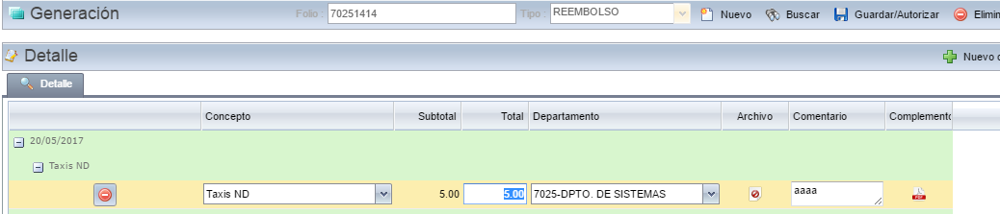 Generación Folio : 70251414 Tipo : REEMBOLSO Nuevo Buscar Guardar/Autorizar Elimin
Detalle Nuevo
Detalle
Concepto Subtotal Total Departamento Archivo Comentario Complemento
20/05/2017
Taxis ND
Taxis ND 5.00 5.00 7025-DPTO. DE SISTEMAS aaaa